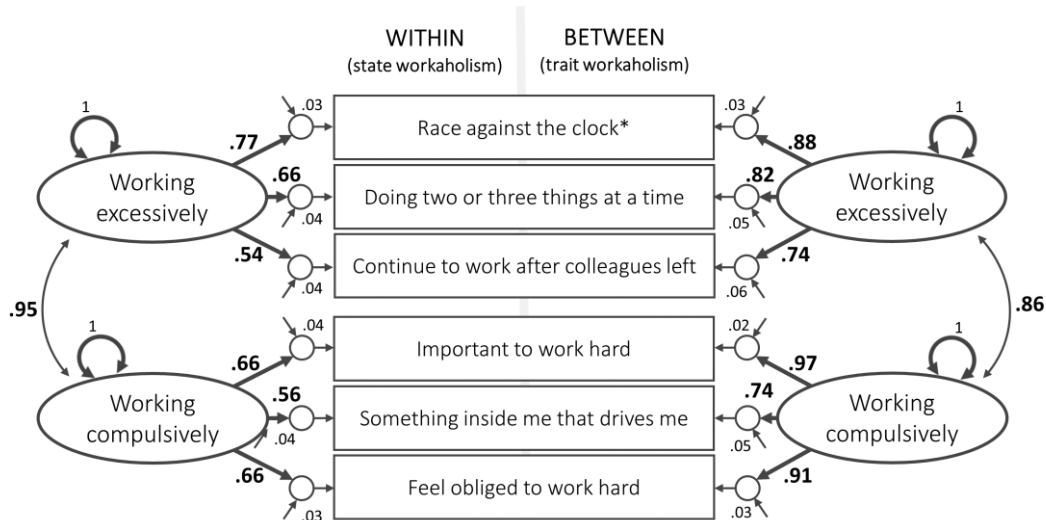 WITHIN
(state workaholism)
BETWEEN
(trait workaholism)
1
.03
Race against the clock*
.03
1
.77
.88
Working
excessively
.66
.04
Doing two or three things at a time
.82
.05
Working
excessively
.54
.04
Continue to work after colleagues left
.74
.06
.95
.86
1
.04
Important to work hard
.02
1
.66
.97
Working
compulsively
.56
.04
Something inside me that drives me
.74
.05
Working
compulsively
.66
.03
Feel obliged to work hard
.91
.03